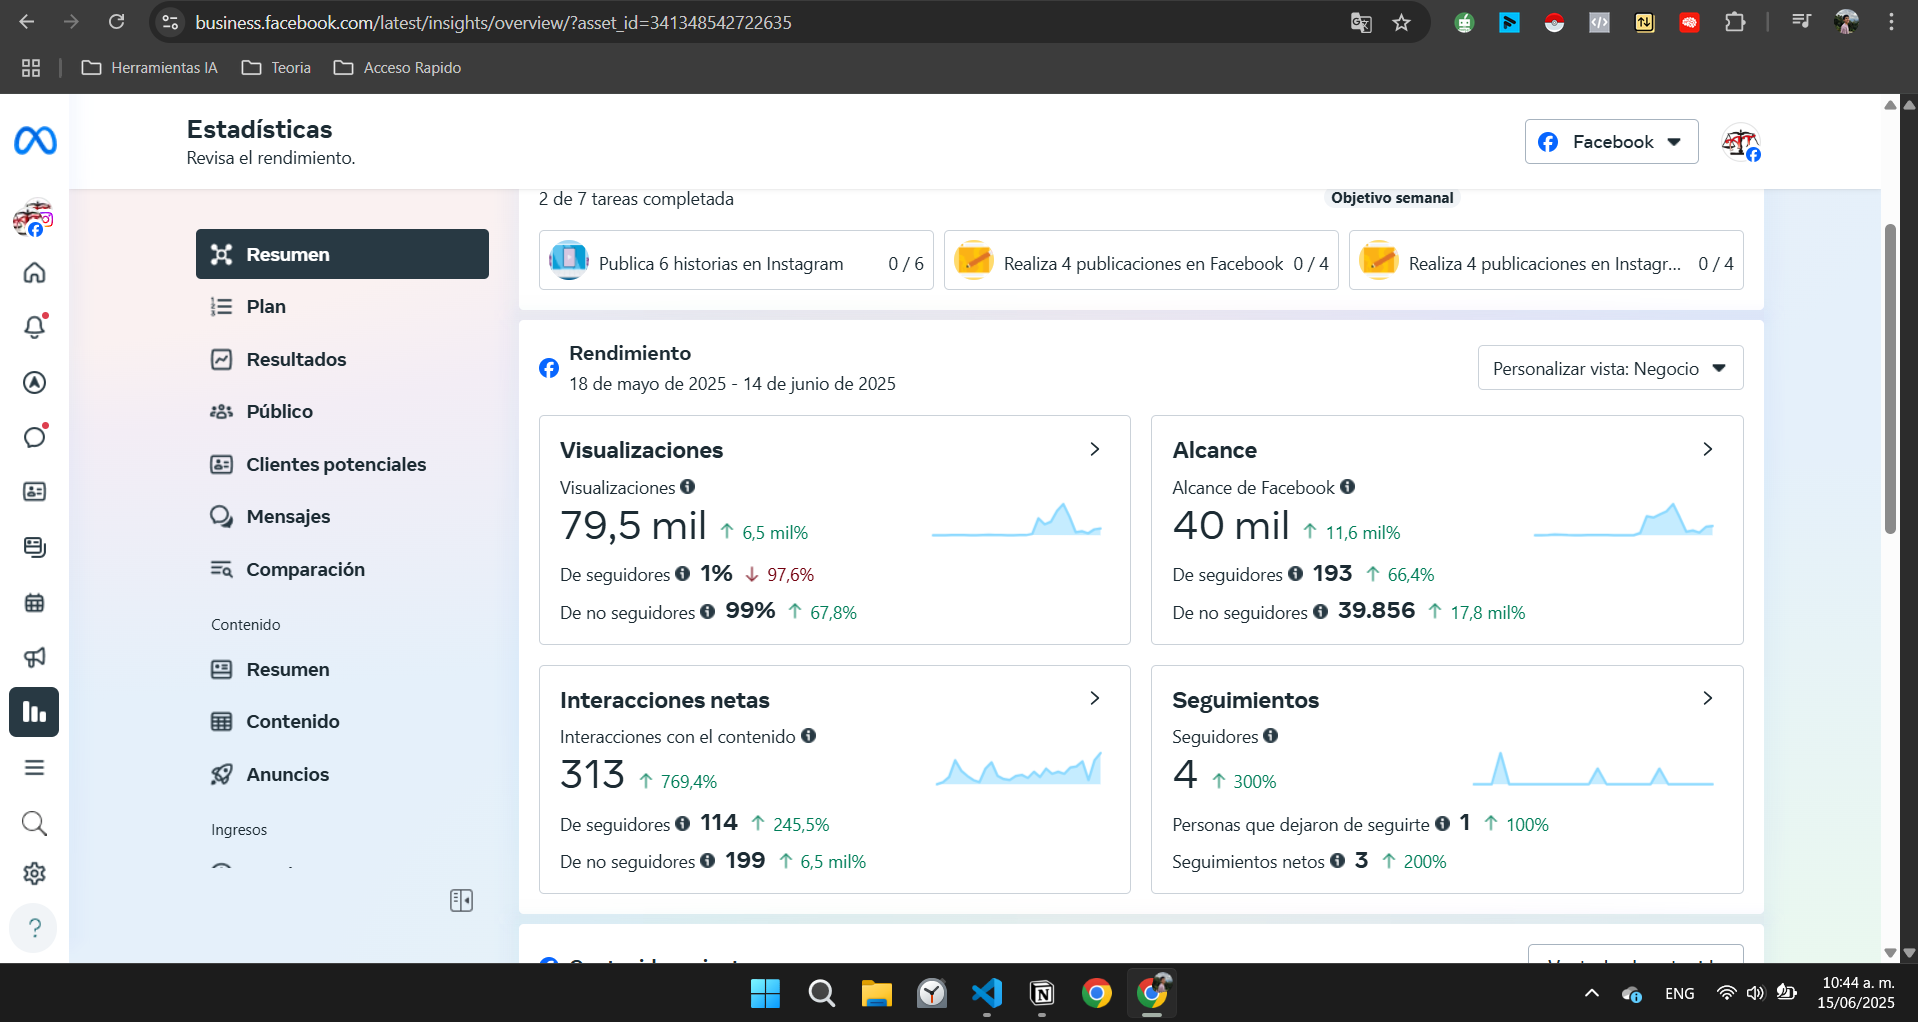 business.facebook.com/latest/insights/overview/?asset_id=341348542722635
Herramientas IA
Teoria
Acceso Rapido
Estadísticas
Revisa el rendimiento.
Facebook
Resumen
Plan
Resultados
Público
Clientes potenciales
Mensajes
Comparación
Contenido
Resumen
Contenido
Anuncios
Ingresos
2 de 7 tareas completada
Objetivo semanal
Publica 6 historias en Instagram 0 / 6
Realiza 4 publicaciones en Facebook 0 / 4
Realiza 4 publicaciones en Instagr... 0 / 4
Rendimiento
18 de mayo de 2025 - 14 de junio de 2025
Personalizar vista: Negocio
Visualizaciones
Visualizaciones
79,5 mil 6,5 mil%
De seguidores 1% 97,6%
De no seguidores 99% 67,8%
Alcance
Alcance de Facebook
40 mil 11,6 mil%
De seguidores 193 66,4%
De no seguidores 39.856 17,8 mil%
Interacciones netas
Interacciones con el contenido
313 769,4%
De seguidores 114 245,5%
De no seguidores 199 6,5 mil%
Seguimientos
Seguidores
4 300%
Personas que dejaron de seguirte 1 100%
Seguimientos netos 3 200%
ENG
10:44 a. m.
15/06/2025